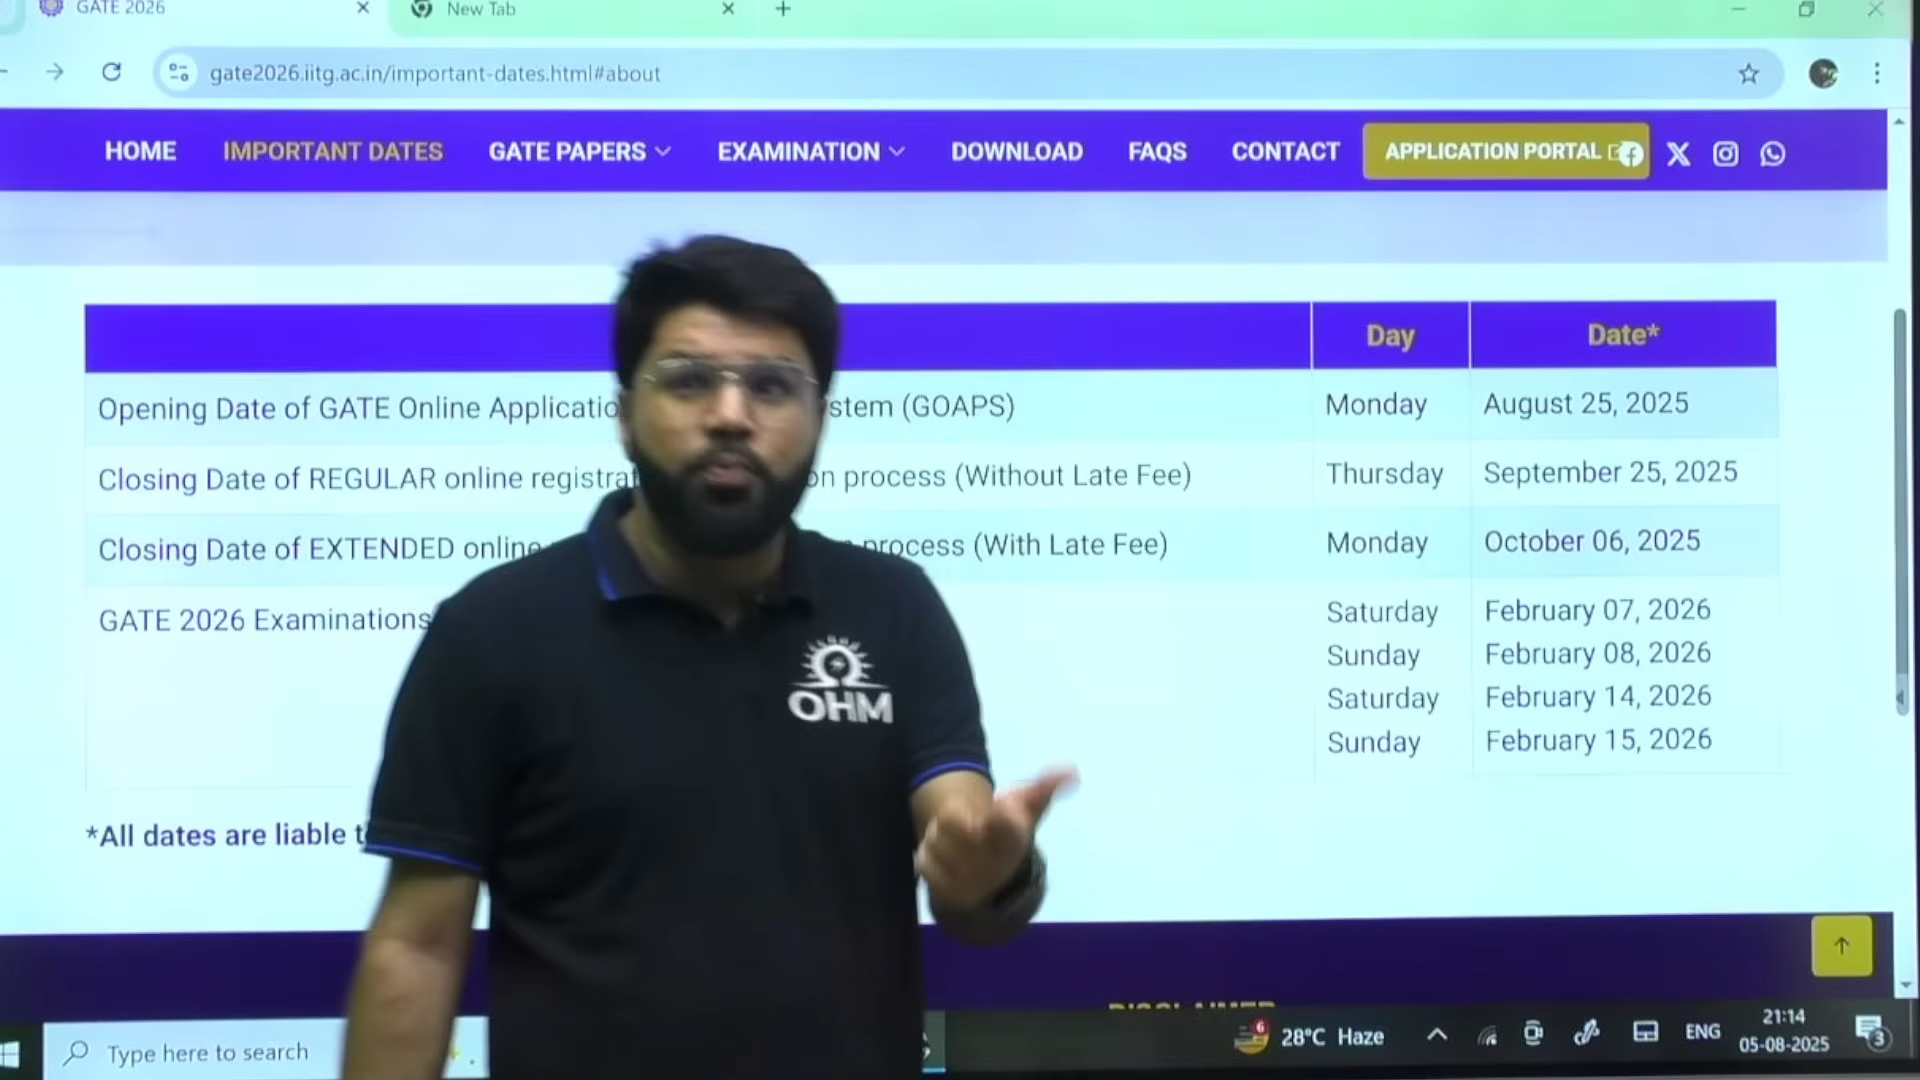 GATE 2026
New Tab
gate2026.iitg.ac.in/important-dates.html#about
HOME IMPORTANT DATES GATE PAPERS EXAMINATION DOWNLOAD FAQS CONTACT APPLICATION PORTAL
Day Date*
Opening Date of GATE Online Applicatio stem (GOAPS) Monday August 25, 2025
Closing Date of REGULAR online registrat on process (Without Late Fee) Thursday September 25, 2025
Closing Date of EXTENDED online process (With Late Fee) Monday October 06, 2025
GATE 2026 Examinations Saturday February 07, 2026
Sunday February 08, 2026
Saturday February 14, 2026
Sunday February 15, 2026
OHM
*All dates are liable t
DISCLAIMER
Type here to search
6
28°C Haze
ENG
21:14
05-08-2025
3